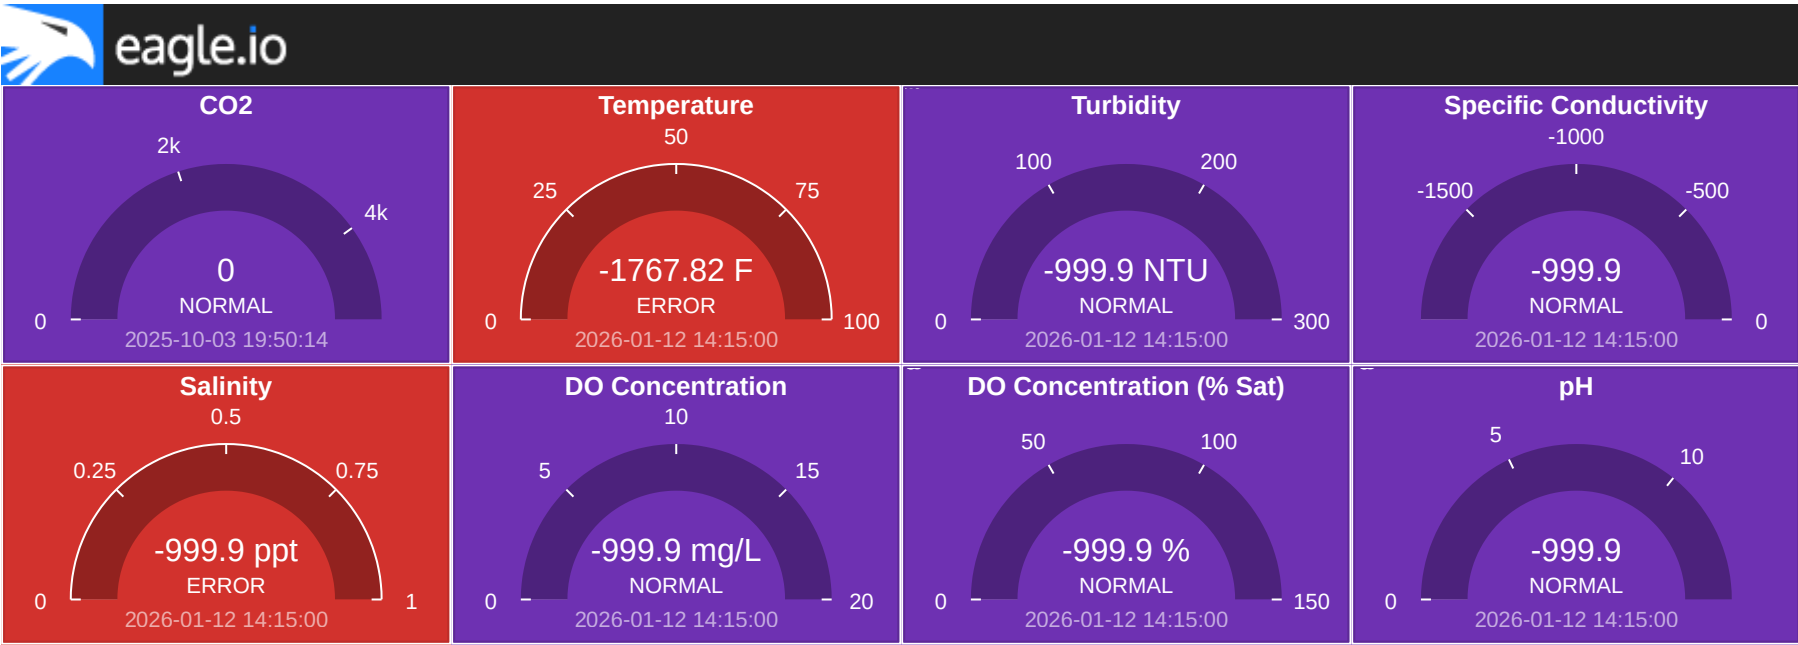 eagle.io
CO2
2k
4k
0
0
NORMAL
2025-10-03 19:50:14
Temperature
50
25
75
-1767.82 F
ERROR
0
100
2026-01-12 14:15:00
Turbidity
100
200
-999.9 NTU
NORMAL
0
300
2026-01-12 14:15:00
Specific Conductivity
-1000
-1500
-500
-999.9
NORMAL
0
2026-01-12 14:15:00
Salinity
0.5
0.25
0.75
-999.9 ppt
ERROR
0
1
2026-01-12 14:15:00
DO Concentration
10
5
15
-999.9 mg/L
NORMAL
0
20
2026-01-12 14:15:00
DO Concentration (% Sat)
50
100
-999.9 %
NORMAL
0
150
2026-01-12 14:15:00
pH
5
10
-999.9
NORMAL
0
2026-01-12 14:15:00